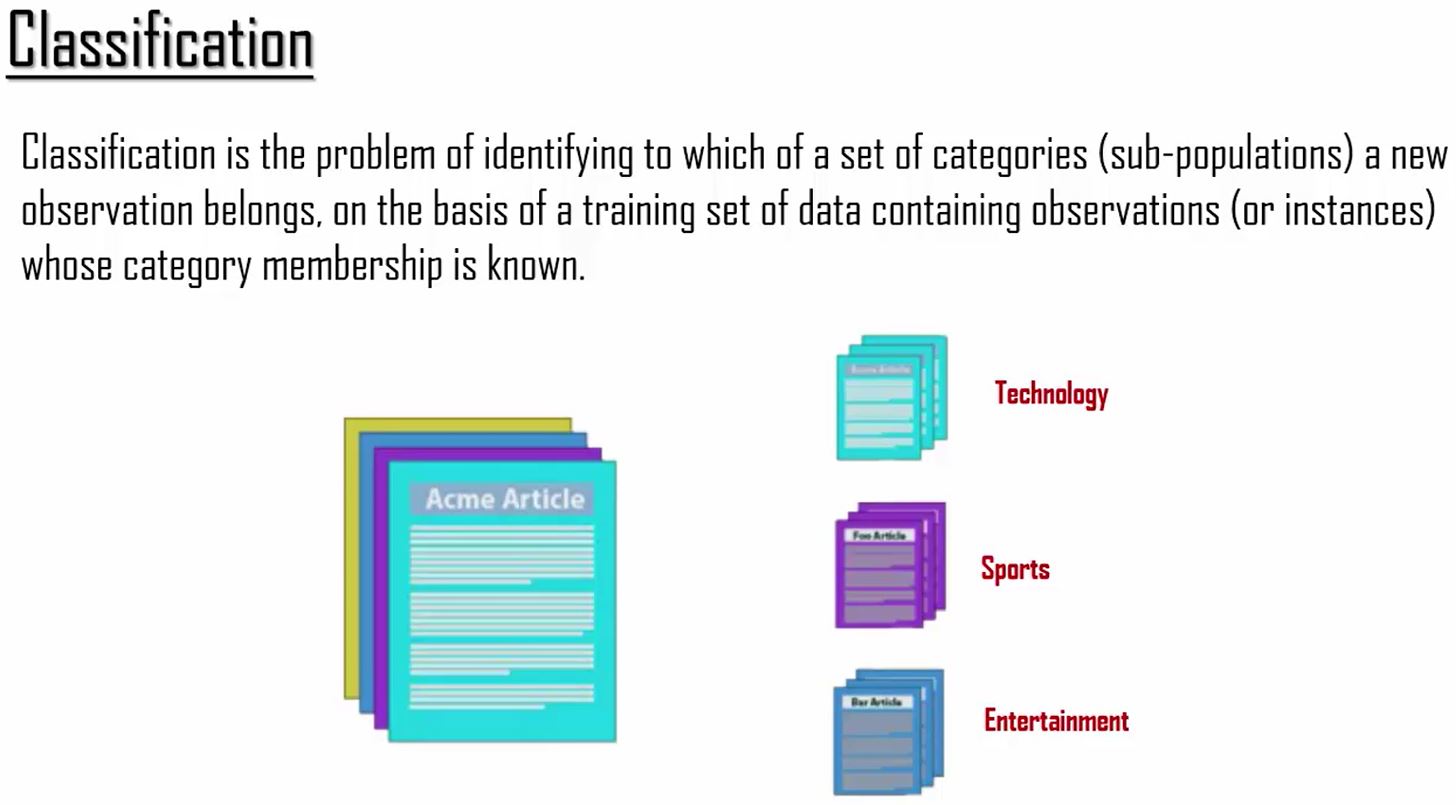 Classification
Classification is the problem of identifying to which of a set of categories (sub-populations) a new
observation belongs, on the basis of a training set of data containing observations (or instances)
whose category membership is known.
Acme Article
Acme Article
Technology
Foo Article
Sports
Bar Article
Entertainment